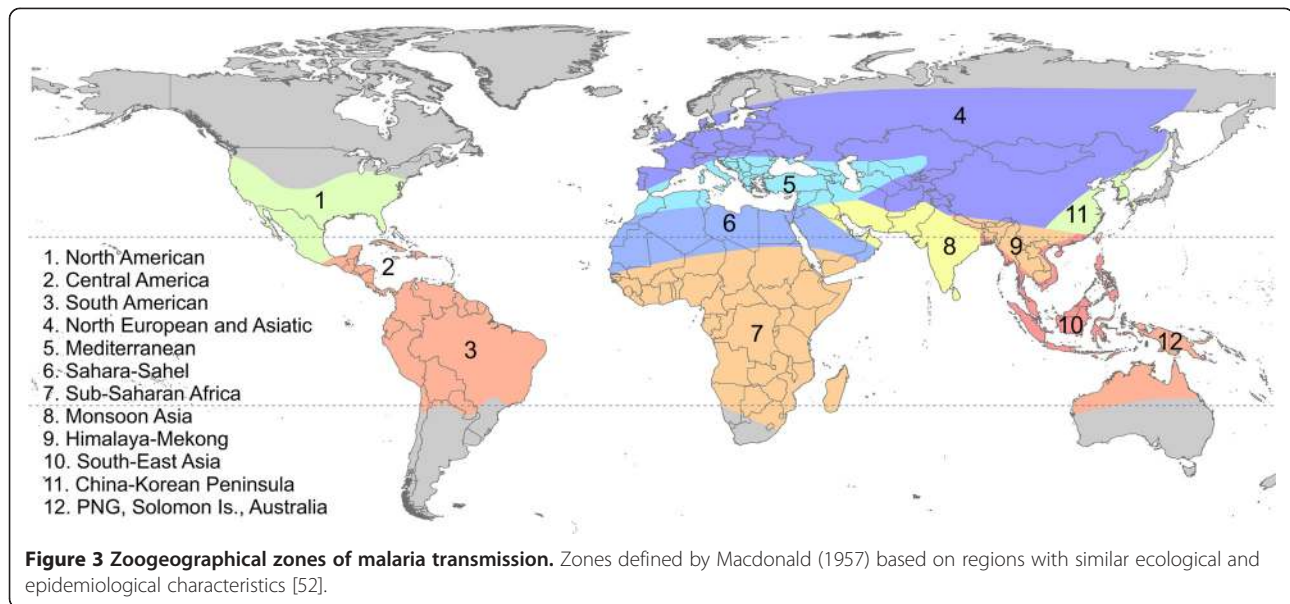 4
1
5
6
11
8
9
2
10
3
7
12
1. North American
2. Central America
3. South American
4. North European and Asiatic
5. Mediterranean
6. Sahara-Sahel
7. Sub-Saharan Africa
8. Monsoon Asia
9. Himalaya-Mekong
10. South-East Asia
11. China-Korean Peninsula
12. PNG, Solomon Is., Australia
Figure 3 Zoogeographical zones of malaria transmission. Zones defined by Macdonald (1957) based on regions with similar ecological and
epidemiological characteristics [52].